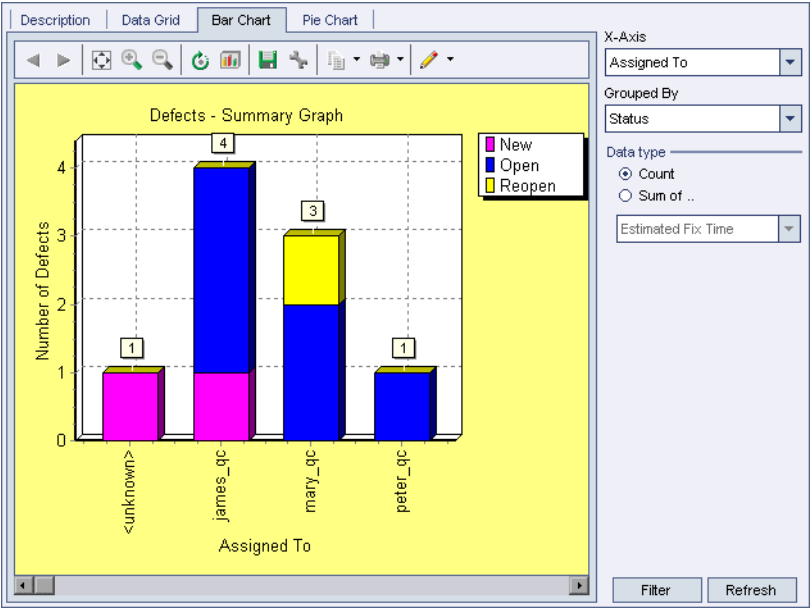 Description
Data Grid
Bar Chart
Pie Chart
Defects - Summary Graph
4
3
1
1
New
Open
Reopen
Number of Defects
4
3
2
1
0
<unknown>
james_qc
mary_qc
peter_qc
Assigned To
X-Axis
Assigned To
Grouped By
Status
Data type
Count
Sum of ..
Estimated Fix Time
Filter
Refresh